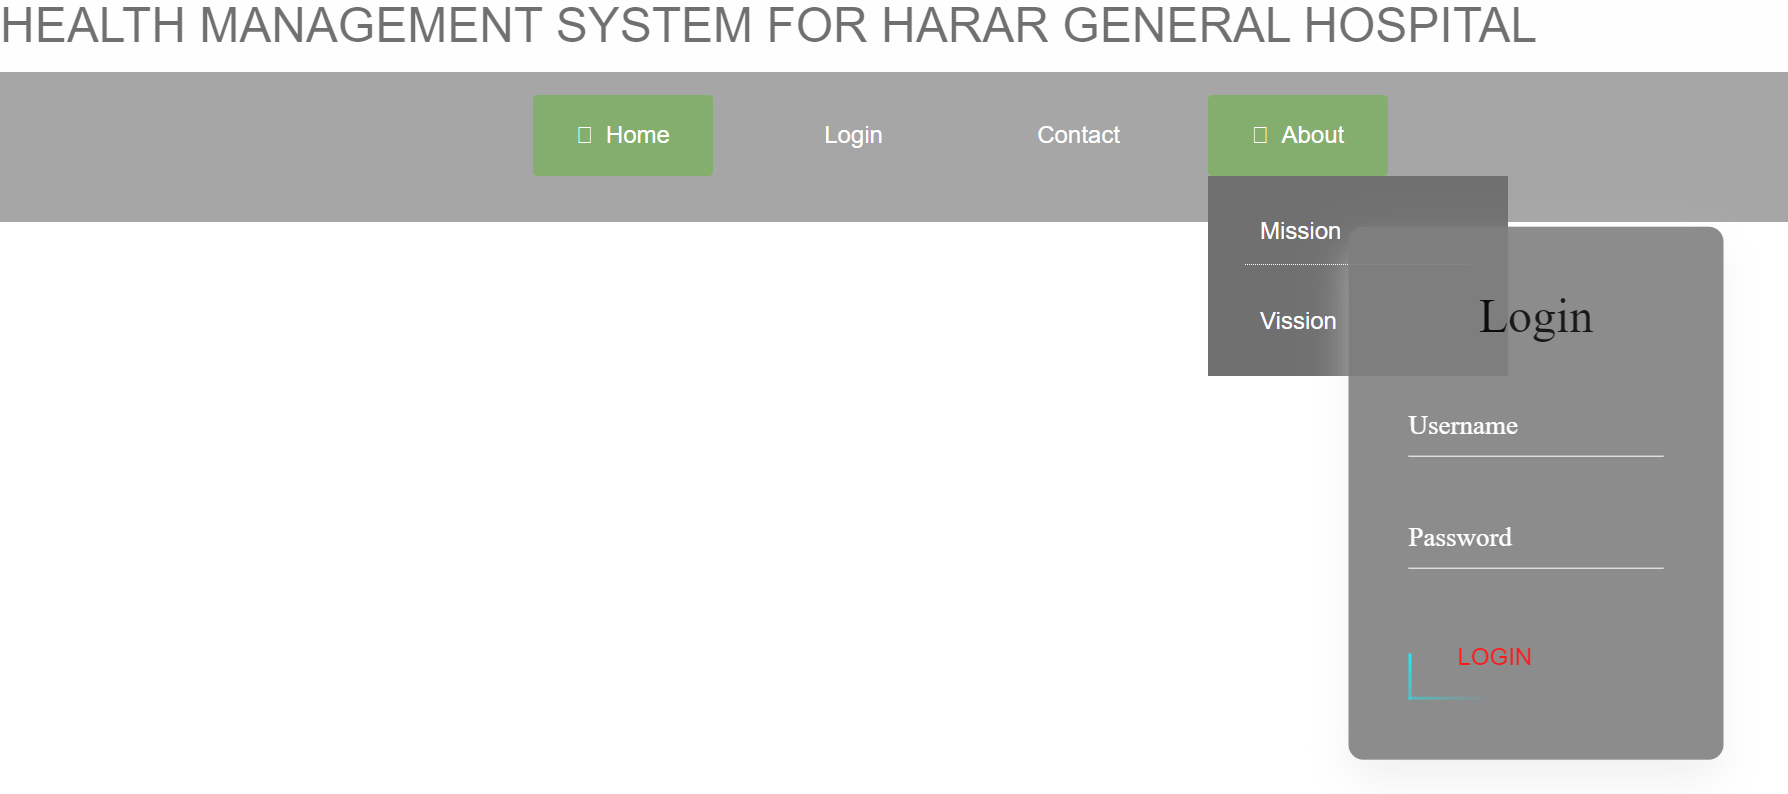 HEALTH MANAGEMENT SYSTEM FOR HARAR GENERAL HOSPITAL
Home Login Contact About
Mission
Vission
Login
Username
Password
LOGIN